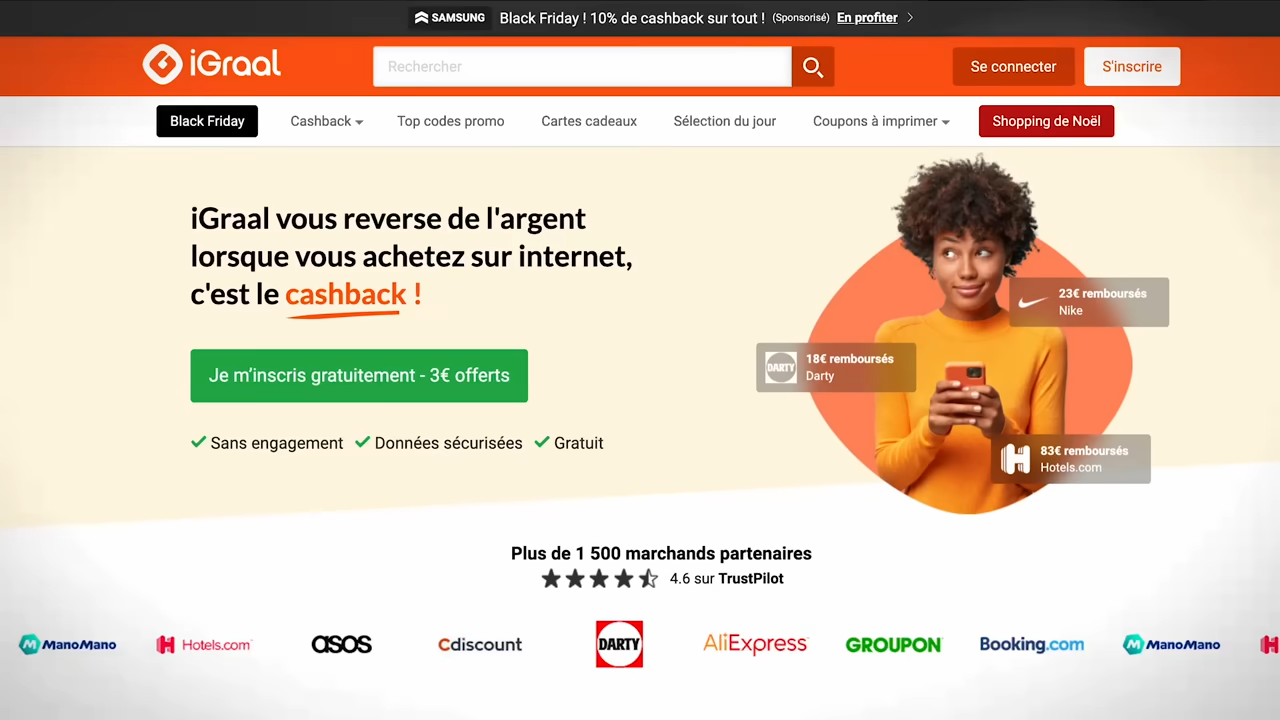 SAMSUNG Black Friday ! 10% de cashback sur tout ! (Sponsorisé) En profiter
iGraal Rechercher Se connecter S'inscrire
Black Friday Cashback Top codes promo Cartes cadeaux Sélection du jour Coupons à imprimer Shopping de Noël
iGraal vous reverse de l'argent
lorsque vous achetez sur internet,
c'est le cashback !
Je m’inscris gratuitement - 3€ offerts
Sans engagement Données sécurisées Gratuit
23€ remboursés
Nike
DARTY
18€ remboursés
Darty
83€ remboursés
Hotels.com
Plus de 1 500 marchands partenaires
4.6 sur TrustPilot
ManoMano Hotels.com asos Cdiscount DARTY AliExpress GROUPON Booking.com ManoMano